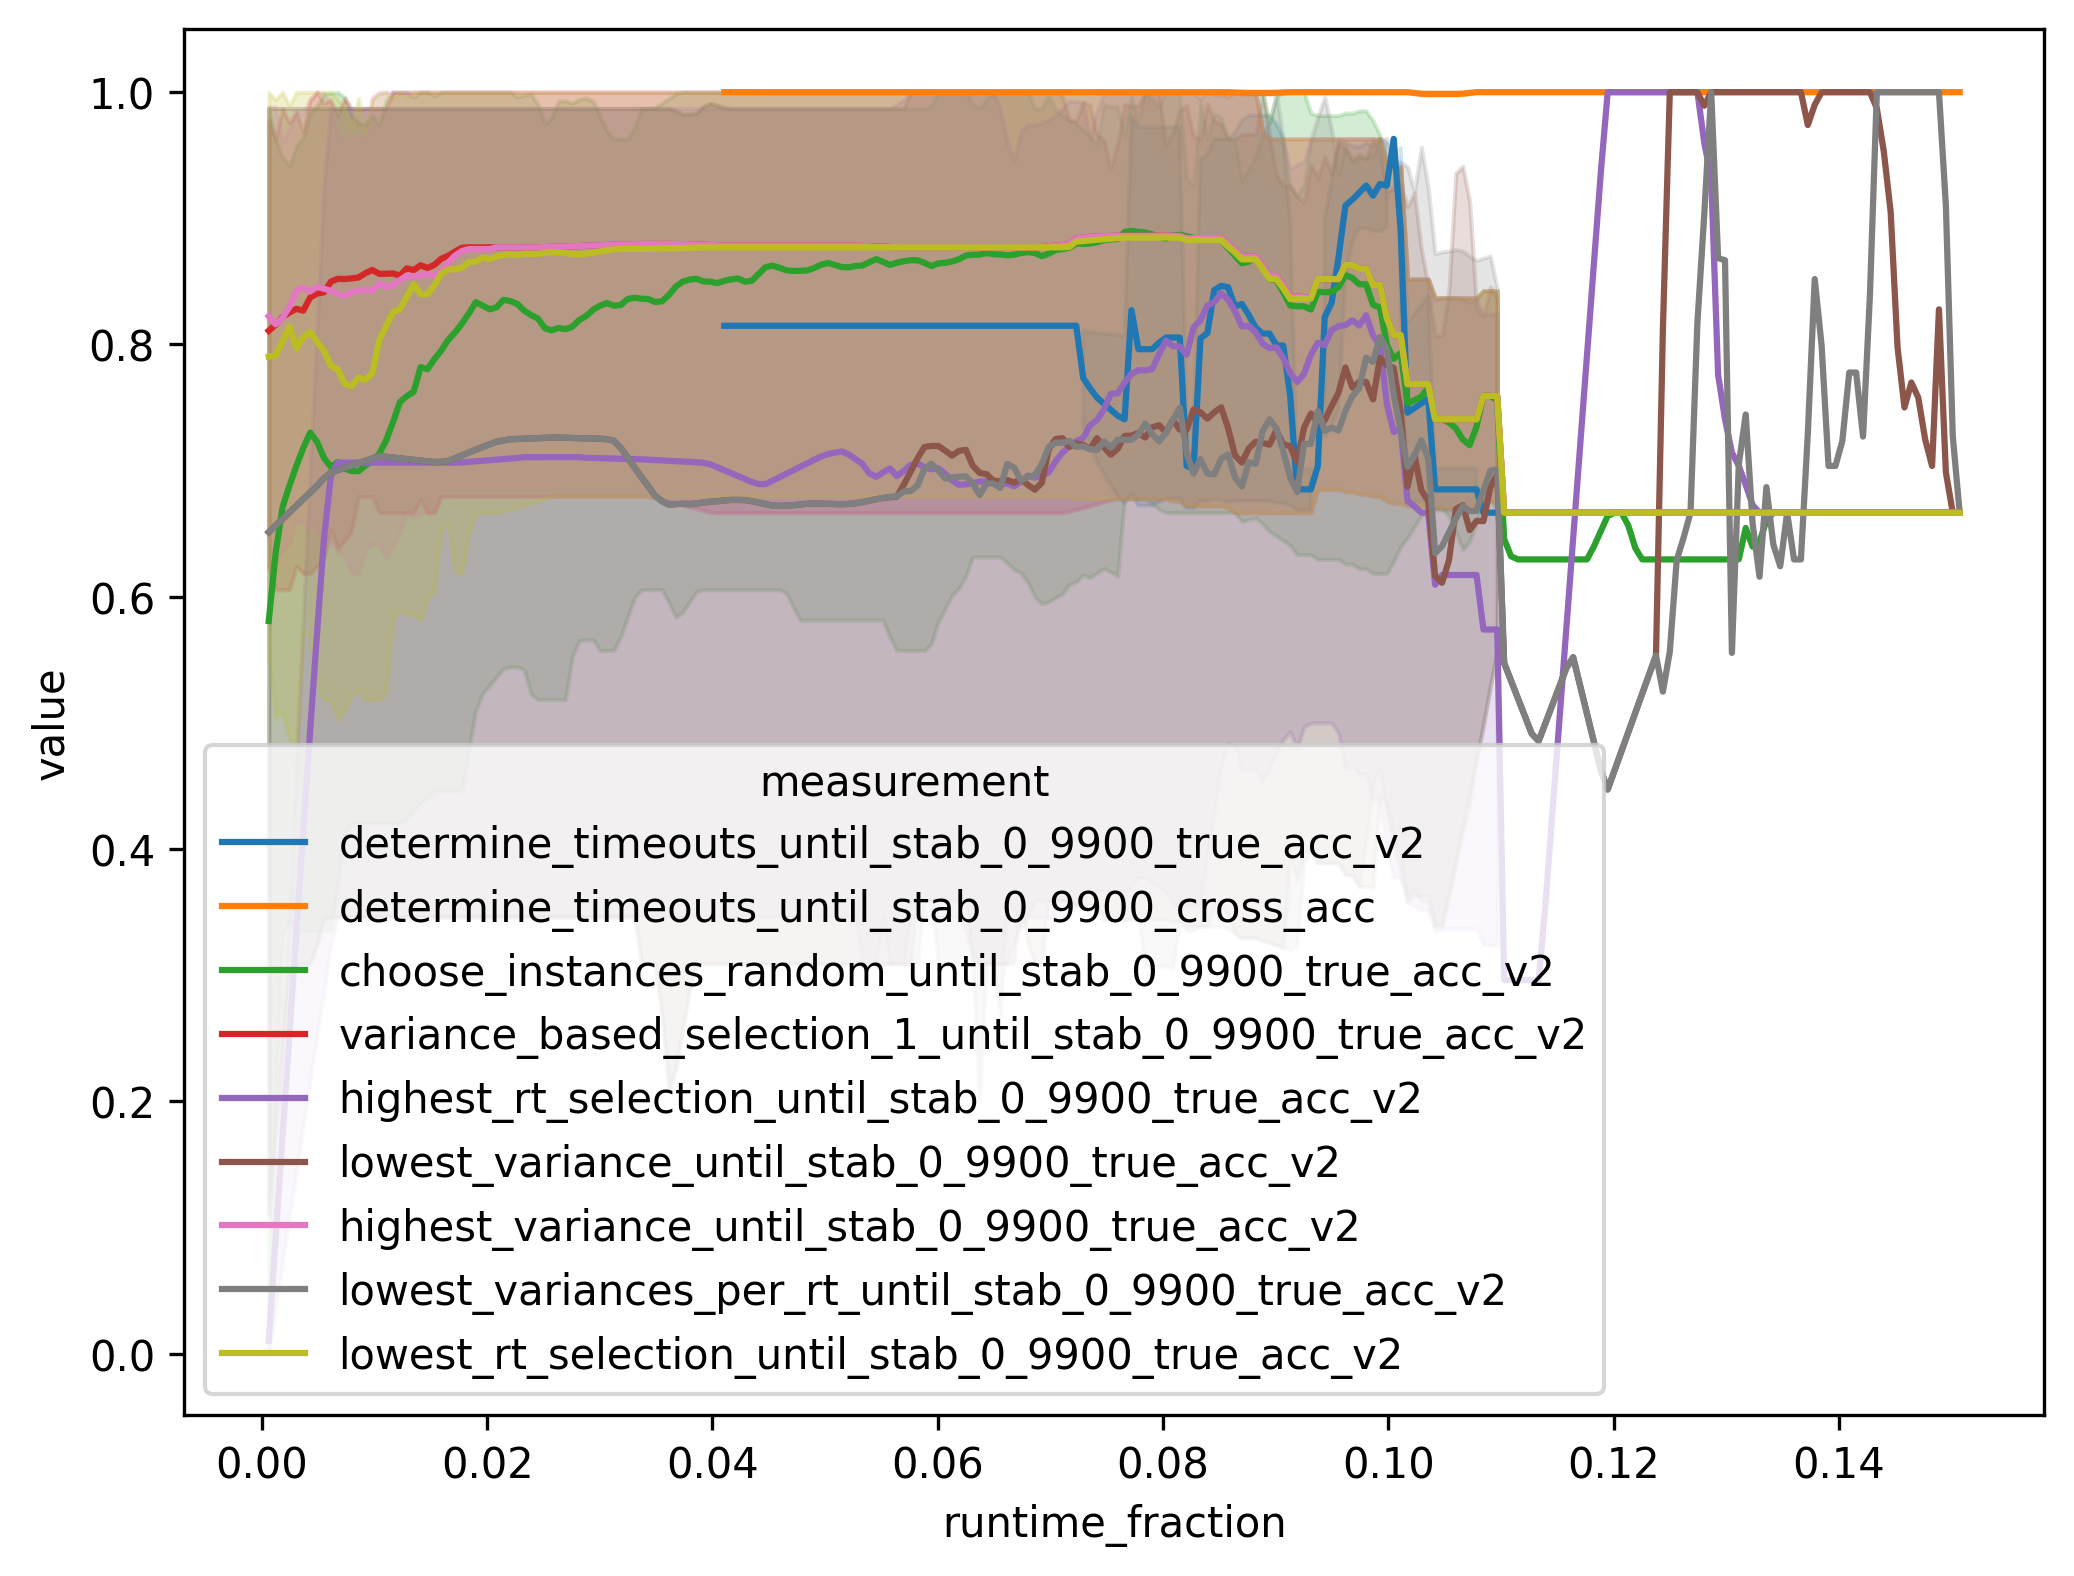 1.0
0.8
0.6
0.4
0.2
0.0
value
measurement
determine_timeouts_until_stab_0_9900_true_acc_v2
determine_timeouts_until_stab_0_9900_cross_acc
choose_instances_random_until_stab_0_9900_true_acc_v2
variance_based_selection_1_until_stab_0_9900_true_acc_v2
highest_rt_selection_until_stab_0_9900_true_acc_v2
lowest_variance_until_stab_0_9900_true_acc_v2
highest_variance_until_stab_0_9900_true_acc_v2
lowest_variances_per_rt_until_stab_0_9900_true_acc_v2
lowest_rt_selection_until_stab_0_9900_true_acc_v2
0.00 0.02 0.04 0.06 0.08 0.10 0.12 0.14
runtime_fraction